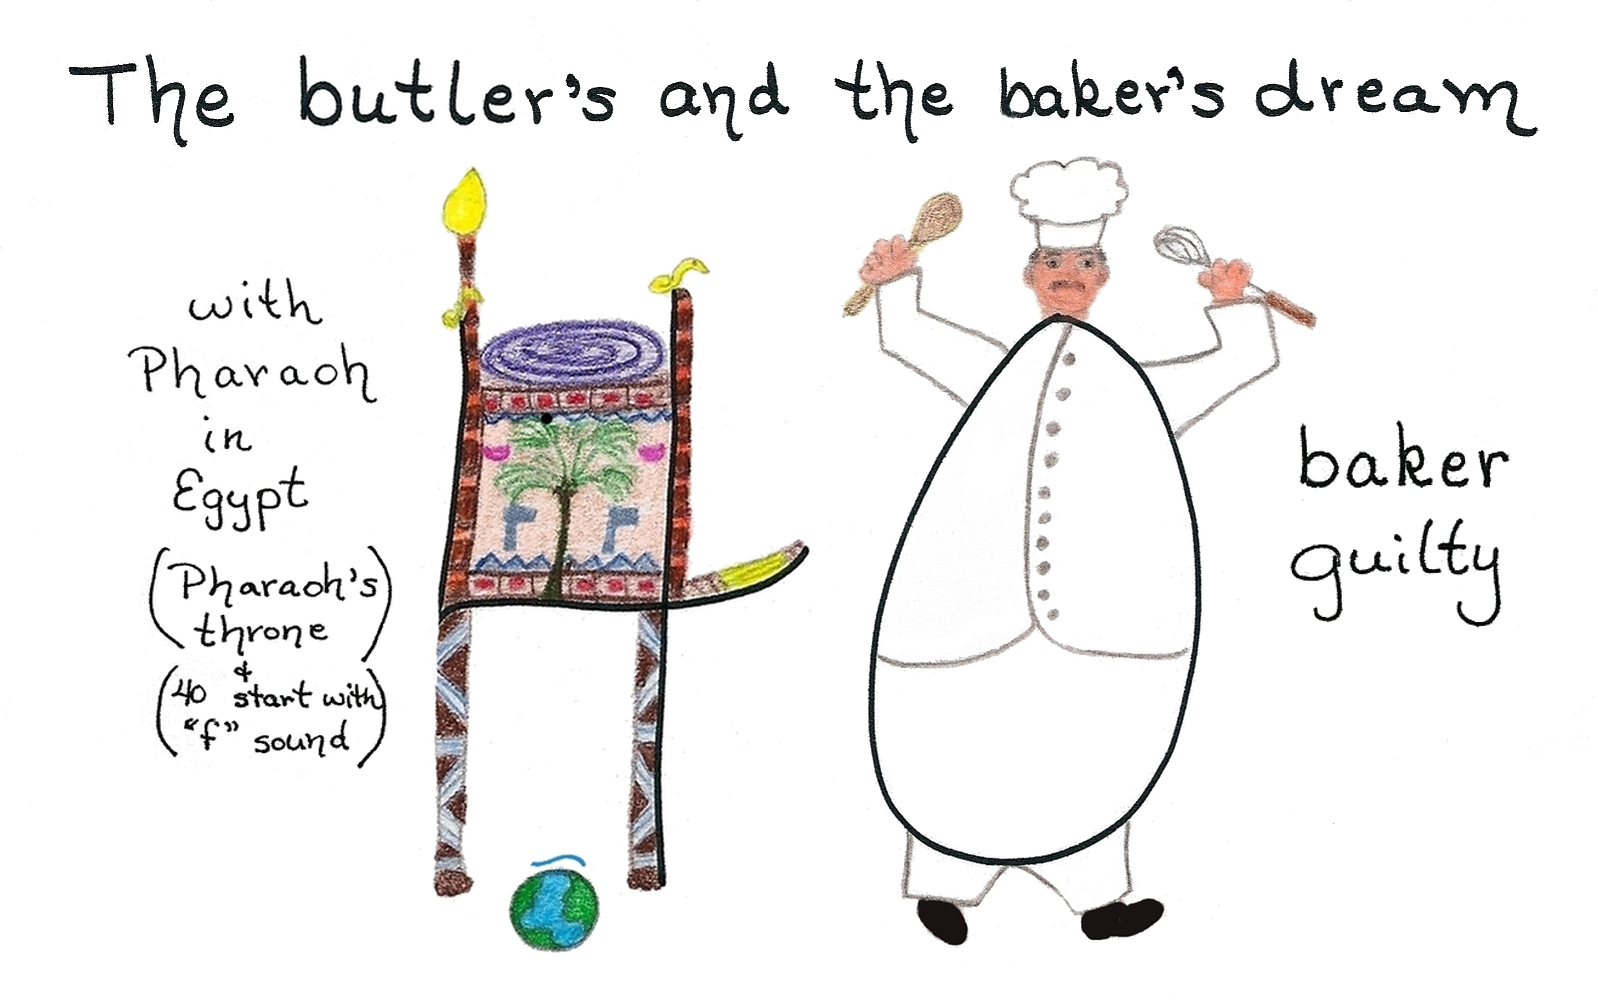 The butler's and the baker's dream
with
Pharaoh
in
Egypt
(Pharaoh's
throne)
&
(40 start with
"f" sound)
baker
guilty